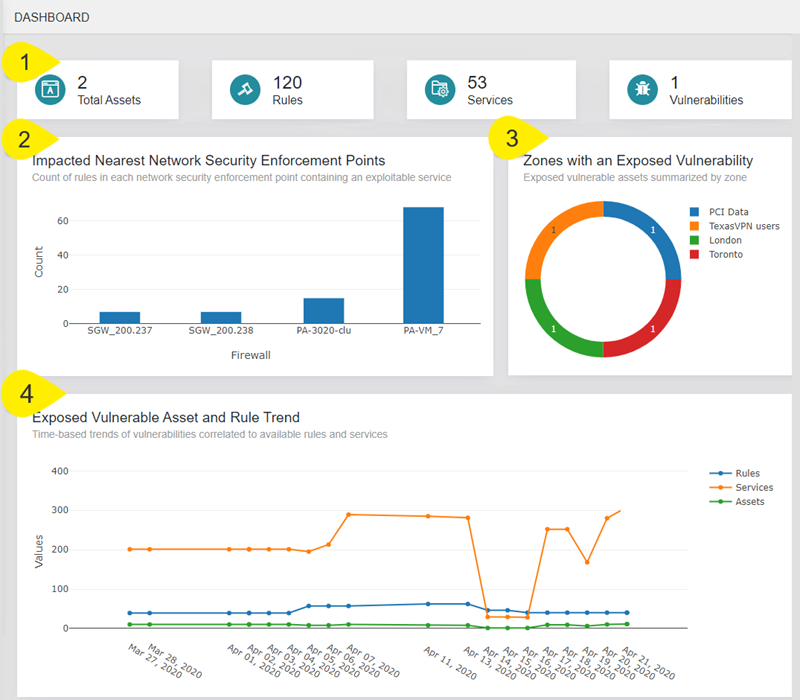 DASHBOARD
1
2
Total Assets
120
Rules
53
Services
1
Vulnerabilities
2
Impacted Nearest Network Security Enforcement Points
Count of rules in each network security enforcement point containing an exploitable service
60
40
20
0
Count
SGW_200.237 SGW_200.238 PA-3020-clu PA-VM_7
Firewall
3
Zones with an Exposed Vulnerability
Exposed vulnerable assets summarized by zone
1 1
1 1
PCI Data
TexasVPN users
London
Toronto
4
Exposed Vulnerable Asset and Rule Trend
Time-based trends of vulnerabilities correlated to available rules and services
400
300
200
100
0
Values
Rules
Services
Assets
Mar 27, 2020
Mar 28, 2020
Apr 01, 2020
Apr 02, 2020
Apr 03, 2020
Apr 04, 2020
Apr 05, 2020
Apr 06, 2020
Apr 07, 2020
Apr 11, 2020
Apr 13, 2020
Apr 14, 2020
Apr 15, 2020
Apr 16, 2020
Apr 17, 2020
Apr 18, 2020
Apr 19, 2020
Apr 20, 2020
Apr 21, 2020